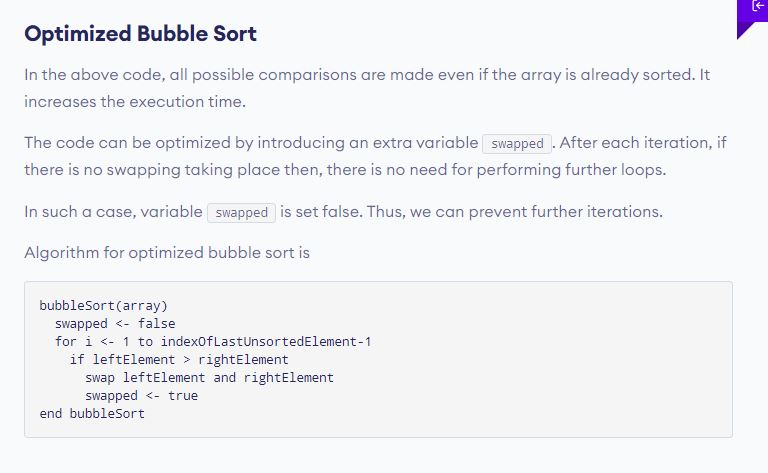 Optimized Bubble Sort
In the above code, all possible comparisons are made even if the array is already sorted. It
increases the execution time.
The code can be optimized by introducing an extra variable swapped. After each iteration, if
there is no swapping taking place then, there is no need for performing further loops.
In such a case, variable swapped is set false. Thus, we can prevent further iterations.
Algorithm for optimized bubble sort is
bubbleSort(array)
  swapped <- false
  for i <- 1 to indexOfLastUnsortedElement-1
    if leftElement > rightElement
      swap leftElement and rightElement
      swapped <- true
end bubbleSort